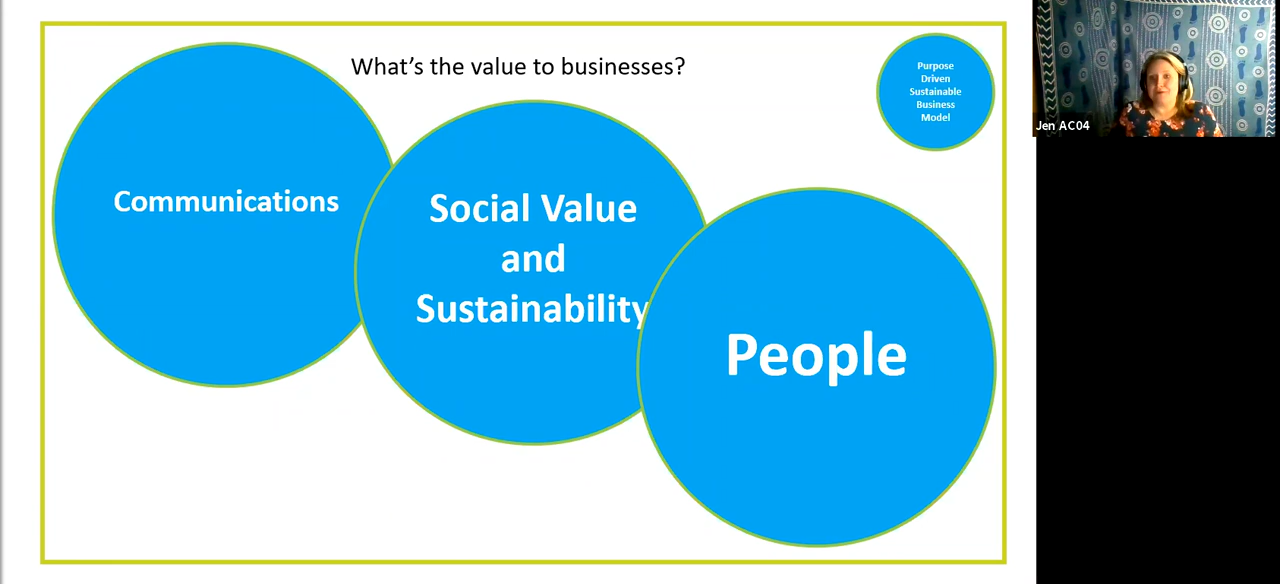 What’s the value to businesses?
Purpose
Driven
Sustainable
Business
Model
Communications
Social Value
and
Sustainability
People
Jen AC04